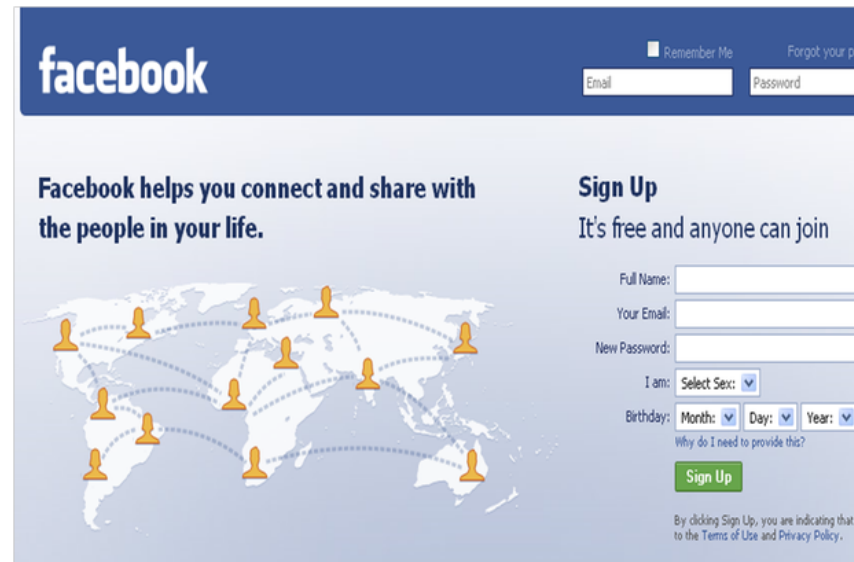 facebook
Remember Me
Forgot your p
Email
Password
Facebook helps you connect and share with
the people in your life.
Sign Up
It's free and anyone can join
Full Name:
Your Email:
New Password:
I am: Select Sex:
Birthday: Month: Day: Year:
Why do I need to provide this?
Sign Up
By clicking Sign Up, you are indicating that
to the Terms of Use and Privacy Policy.